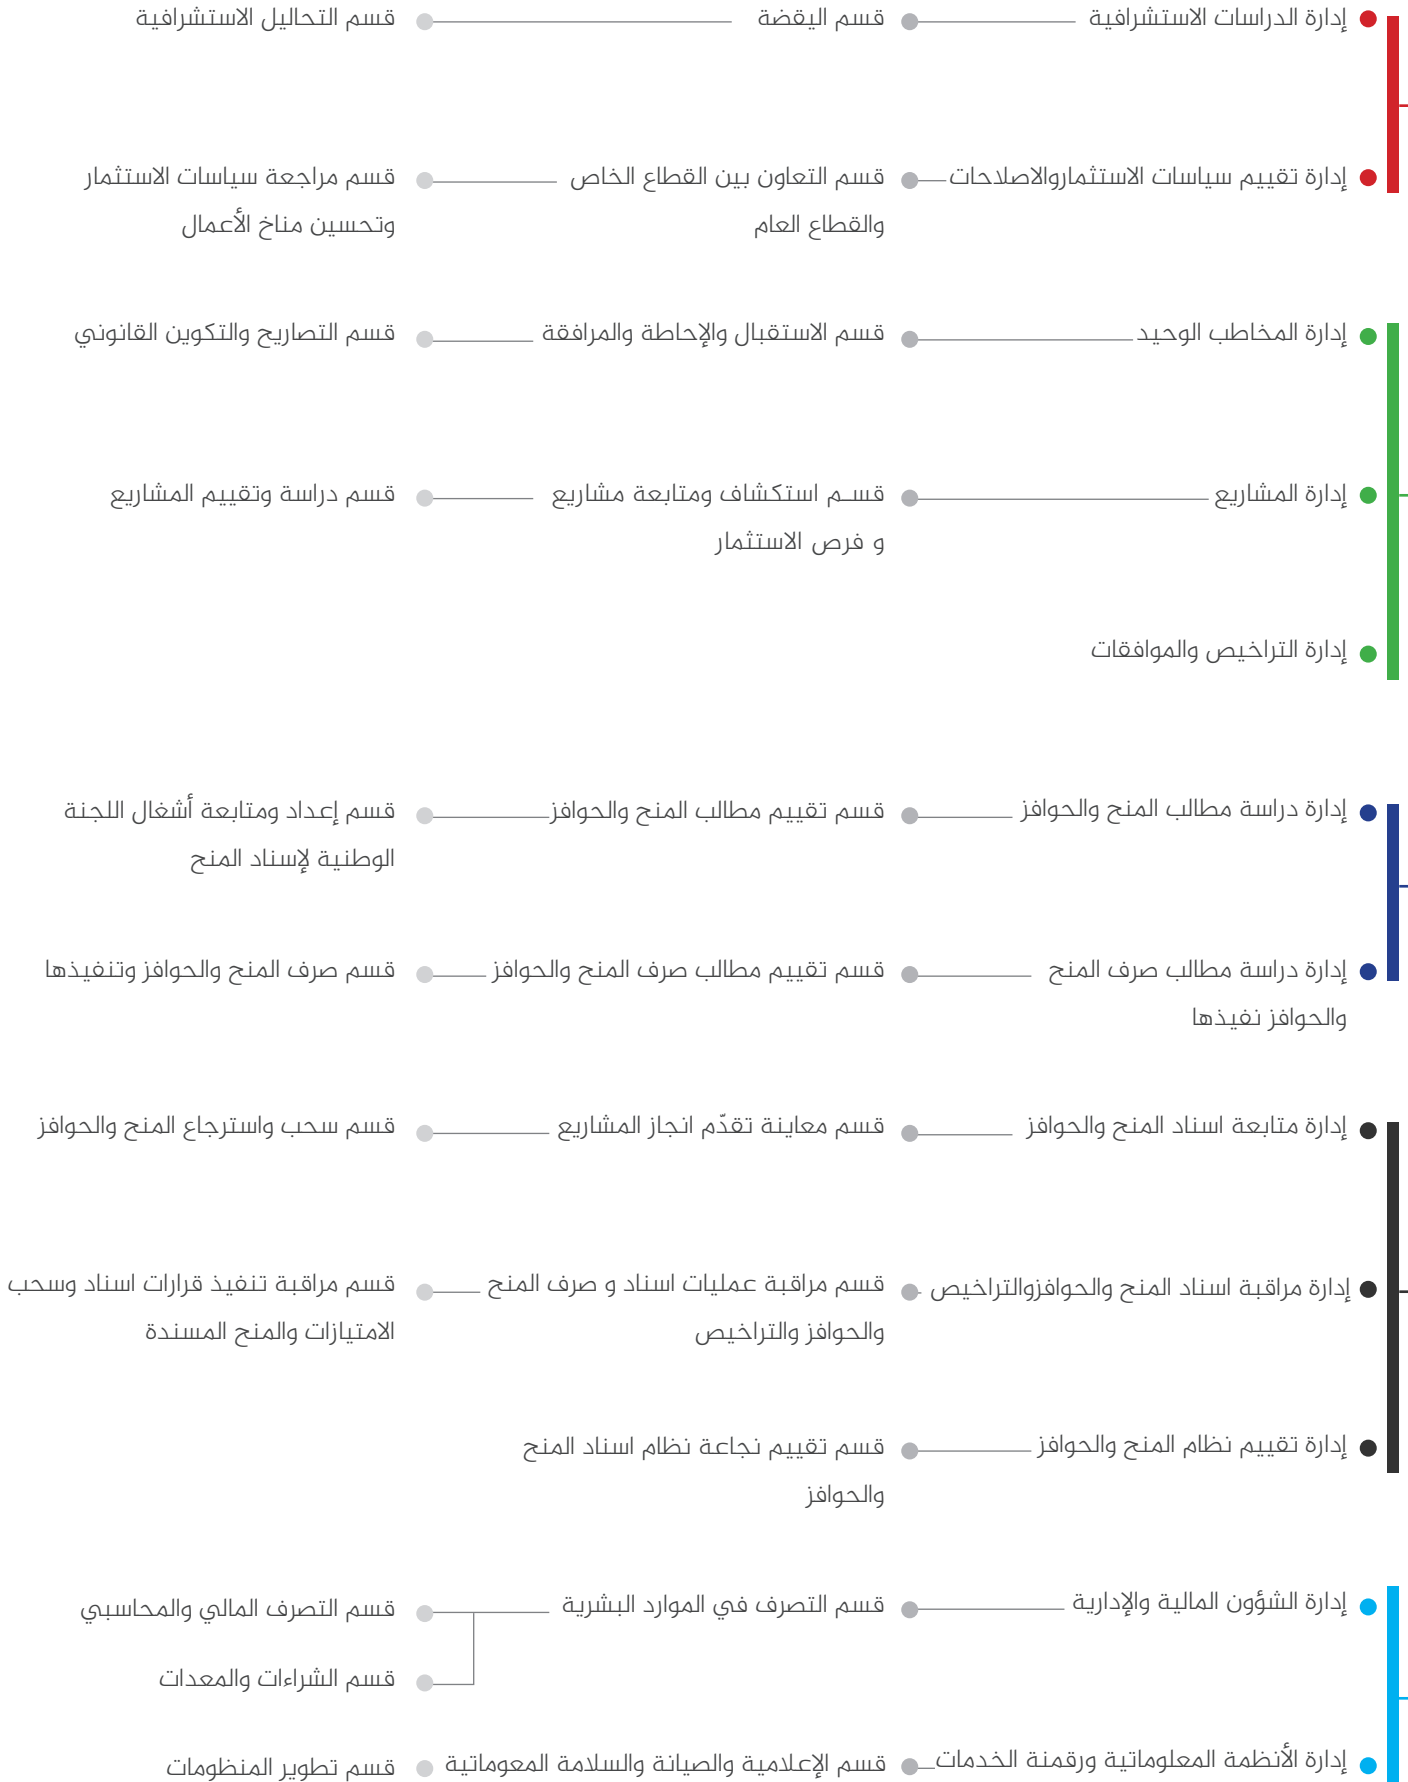 إدارة الدراسات الاستشرافية
قسم اليقضة
قسم التحاليل الاستشرافية
إدارة تقييم سياسات الاستثماروالاصلاحات
قسم التعاون بين القطاع الخاص
والقطاع العام
قسم مراجعة سياسات الاستثمار
وتحسين مناخ الأعمال
إدارة المخاطب الوحيد
قسم الاستقبال والإحاطة والمرافقة
قسم التصاريح والتكوين القانوني
إدارة المشاريع
قسـم استكشاف ومتابعة مشاريع
و فرص الاستثمار
قسم دراسة وتقييم المشاريع
إدارة التراخيص والموافقات
إدارة دراسة مطالب المنح والحوافز
قسم تقييم مطالب المنح والحوافز
قسم إعداد ومتابعة أشغال اللجنة
الوطنية لإسناد المنح
إدارة دراسة مطالب صرف المنح
والحوافز نفيذها
قسم تقييم مطالب صرف المنح والحوافز
قسم صرف المنح والحوافز وتنفيذها
إدارة متابعة اسناد المنح والحوافز
قسم معاينة تقدّم انجاز المشاريع
قسم سحب واسترجاع المنح والحوافز
إدارة مراقبة اسناد المنح والحوافزوالتراخيص
قسم مراقبة عمليات اسناد و صرف المنح
والحوافز والتراخيص
قسم مراقبة تنفيذ قرارات اسناد وسحب
الامتيازات والمنح المسندة
إدارة تقييم نظام المنح والحوافز
قسم تقييم نجاعة نظام اسناد المنح
والحوافز
إدارة الشؤون المالية والإدارية
قسم التصرف في الموارد البشرية
قسم التصرف المالي والمحاسبي
قسم الشراءات والمعدات
إدارة الأنظمة المعلوماتية ورقمنة الخدمات
قسم الإعلامية والصيانة والسلامة المعوماتية
قسم تطوير المنظومات